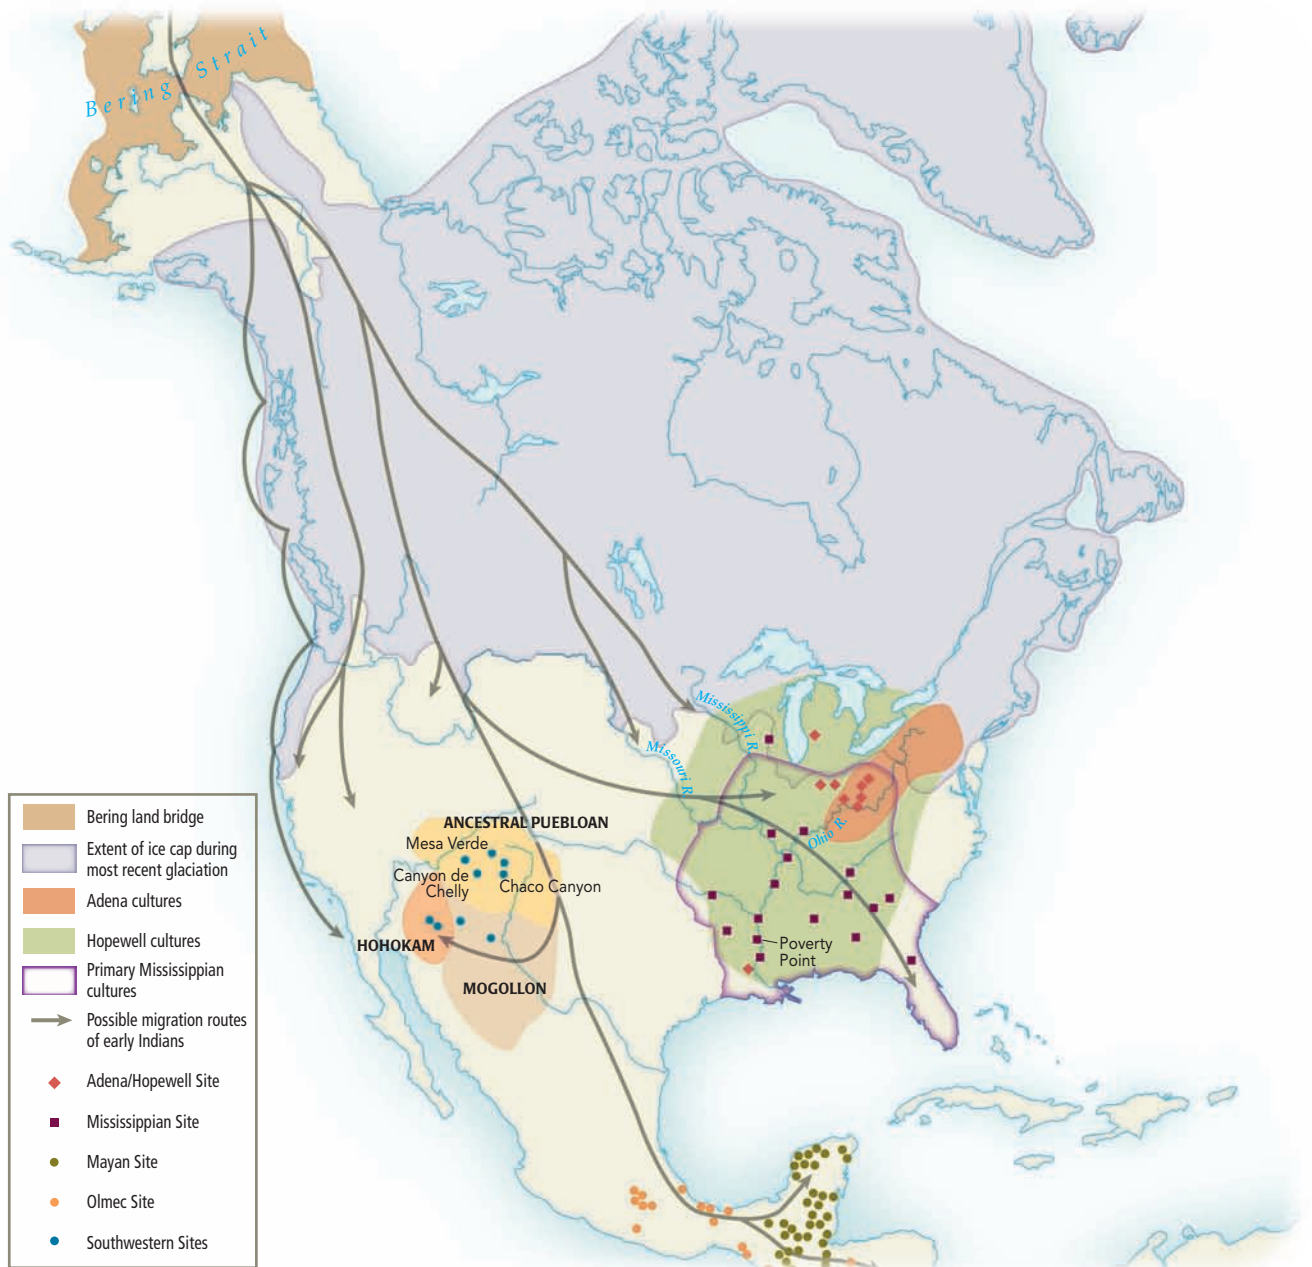 Bering Strait
Mississippi R.
Missouri R.
Ohio R.
ANCESTRAL PUEBLOAN
Mesa Verde
Canyon de
Chelly
Chaco Canyon
HOHOKAM
MOGOLLON
Poverty
Point
Bering land bridge
Extent of ice cap during
most recent glaciation
Adena cultures
Hopewell cultures
Primary Mississippian
cultures
Possible migration routes
of early Indians
Adena/Hopewell Site
Mississippian Site
Mayan Site
Olmec Site
Southwestern Sites